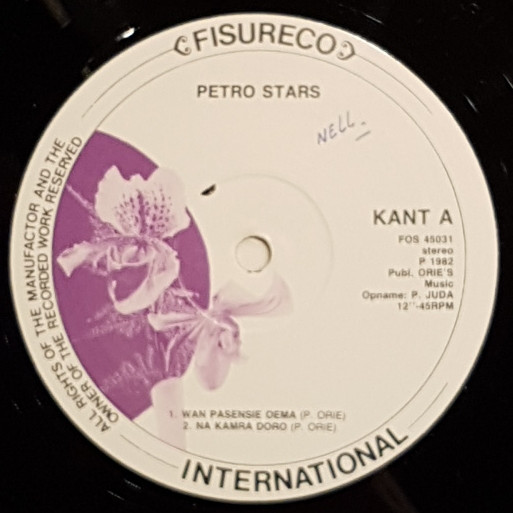 FISURECO
PETRO STARS
NELL.
KANT A
FOS 45031
stereo
P 1982
Publ. ORIE'S
Music
Opname: P. JUDA
12''-45RPM
ALL RIGHTS OF THE MANUFACTOR AND THE
OWNER OF THE RECORDED WORK RESERVED
1. WAN PASENSIE OEMA (P. ORIE)
2. NA KAMRA DORO (P. ORIE)
INTERNATIONAL